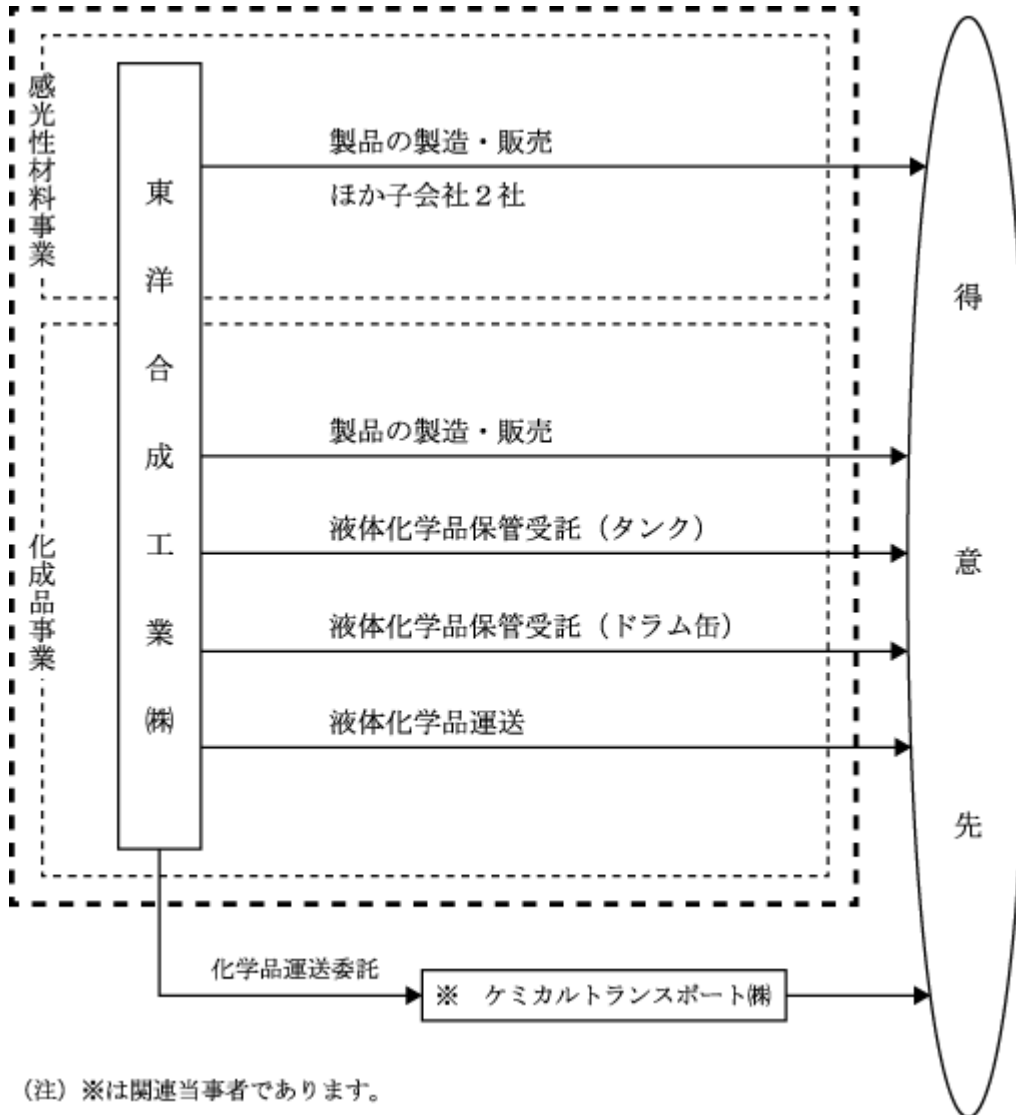 感光性材料事業
東洋合成工業㈱
製品の製造・販売
ほか子会社２社
化成品事業
製品の製造・販売
液体化学品保管受託（タンク）
液体化学品保管受託（ドラム缶）
液体化学品運送
得意先
化学品運送委託
※　ケミカルトランスポート㈱
（注）※は関連当事者であります。